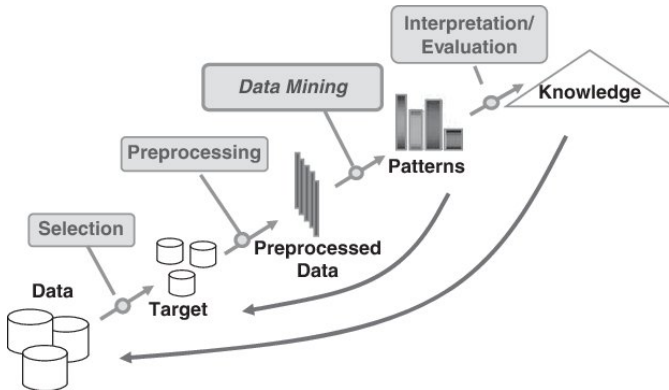 Interpretation/
Evaluation
Knowledge
Data Mining
Patterns
Preprocessing
Preprocessed
Data
Selection
Target
Data